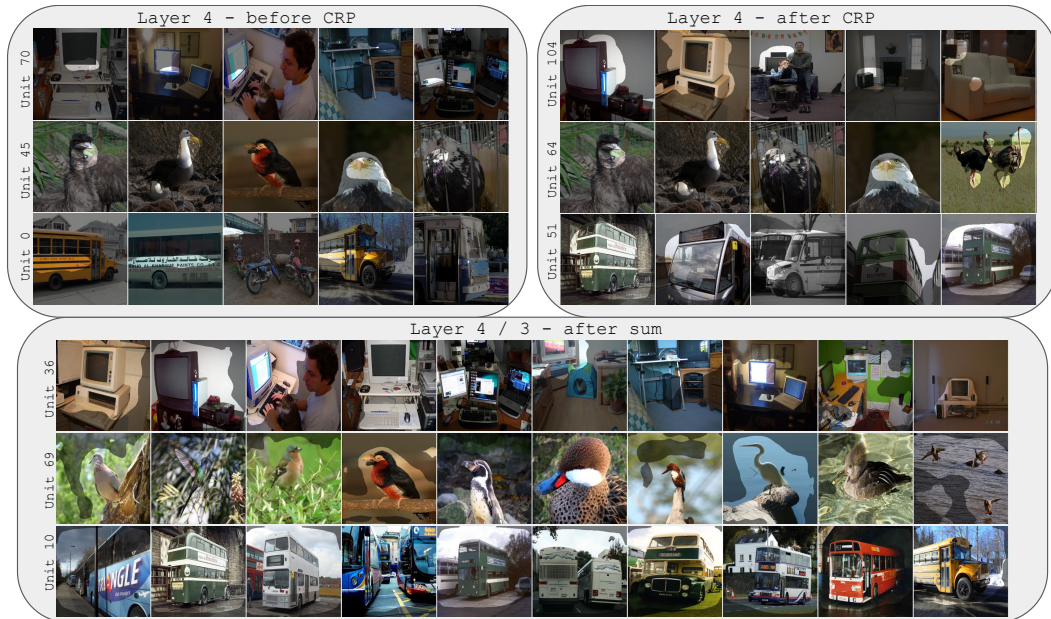 Layer 4 - before CRP
Unit 70
Unit 45
Unit 0
Layer 4 - after CRP
Unit 104
Unit 64
Unit 51
Layer 4 / 3 - after sum
Unit 36
Unit 69
Unit 10